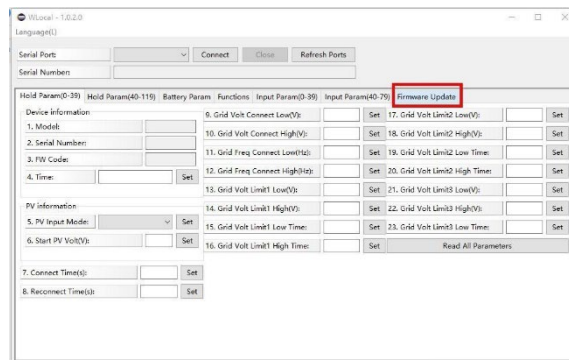 WLocal - 1.0.2.0
Language(L)
Serial Port:
Connect
Close
Refresh Ports
Serial Number:
Hold Param(0-39) Hold Param(40-119) Battery Param Functions Input Param(0-39) Input Param(40-79) Firmware Update
Device information
1. Model:
2. Serial Number:
3. FW Code:
4. Time: Set
PV information
5. PV Input Mode: Set
6. Start PV Volt(V): Set
7. Connect Time(s): Set
8. Reconnect Time(s): Set
9. Grid Volt Connect Low(V): Set
10. Grid Volt Connect High(V): Set
11. Grid Freq Connect Low(Hz): Set
12. Grid Freq Connect High(Hz): Set
13. Grid Volt Limit1 Low(V): Set
14. Grid Volt Limit1 High(V): Set
15. Grid Volt Limit1 Low Time: Set
16. Grid Volt Limit1 High Time: Set
17. Grid Volt Limit2 Low(V): Set
18. Grid Volt Limit2 High(V): Set
19. Grid Volt Limit2 Low Time: Set
20. Grid Volt Limit2 High Time: Set
21. Grid Volt Limit3 Low(V): Set
22. Grid Volt Limit3 High(V): Set
23. Grid Volt Limit3 Low Time: Set
Read All Parameters